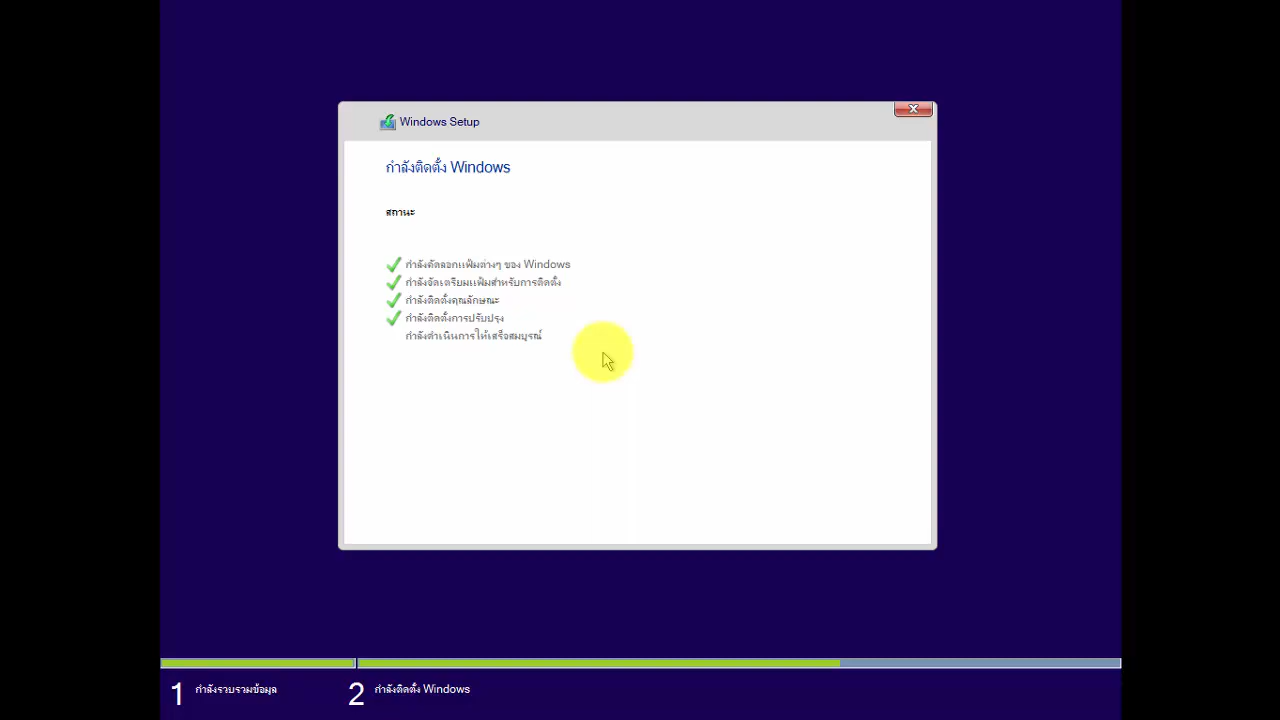 Windows Setup
กำลังติดตั้ง Windows
สถานะ
กำลังคัดลอกแฟ้มต่างๆ ของ Windows
กำลังจัดเตรียมแฟ้มสำหรับการติดตั้ง
กำลังติดตั้งคุณลักษณะ
กำลังติดตั้งการปรับปรุง
กำลังดำเนินการให้เสร็จสมบูรณ์
1 กำลังรวบรวมข้อมูล
2 กำลังติดตั้ง Windows